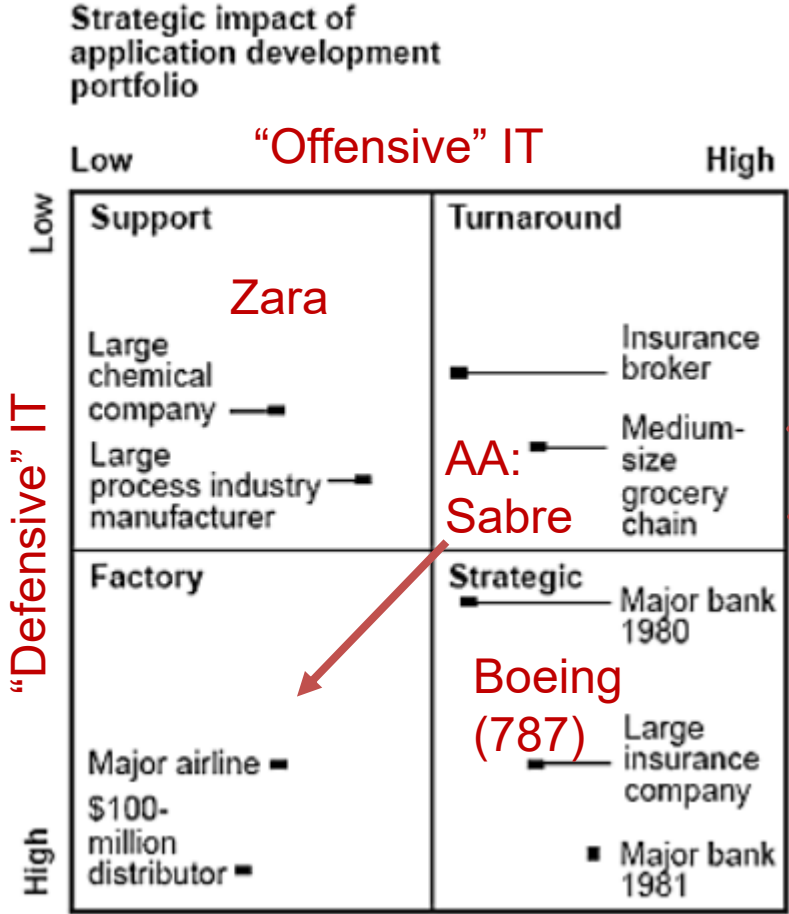 Strategic impact of
application development
portfolio
“Offensive” IT
Low
High
Low
“Defensive” IT
High
Support
Zara
Large
chemical
company
Large
process industry
manufacturer
Turnaround
Insurance
broker
Medium-
size
grocery
chain
AA:
Sabre
Factory
Major airline
$100-
million
distributor
Strategic
Major bank
1980
Boeing
(787)
Large
insurance
company
Major bank
1981